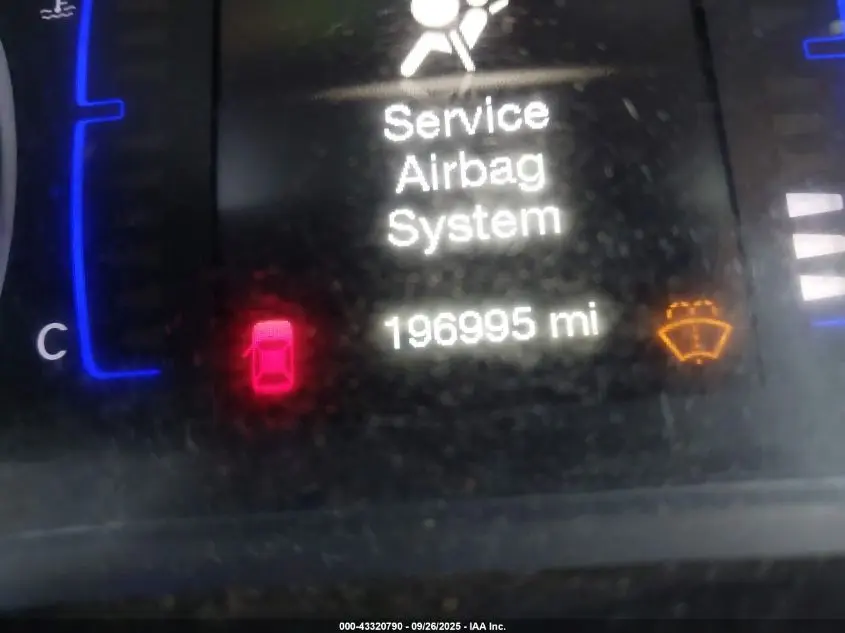 Service
Airbag
System
196995 mi
C
000-43320790 - 09/26/2025 - IAA Inc.